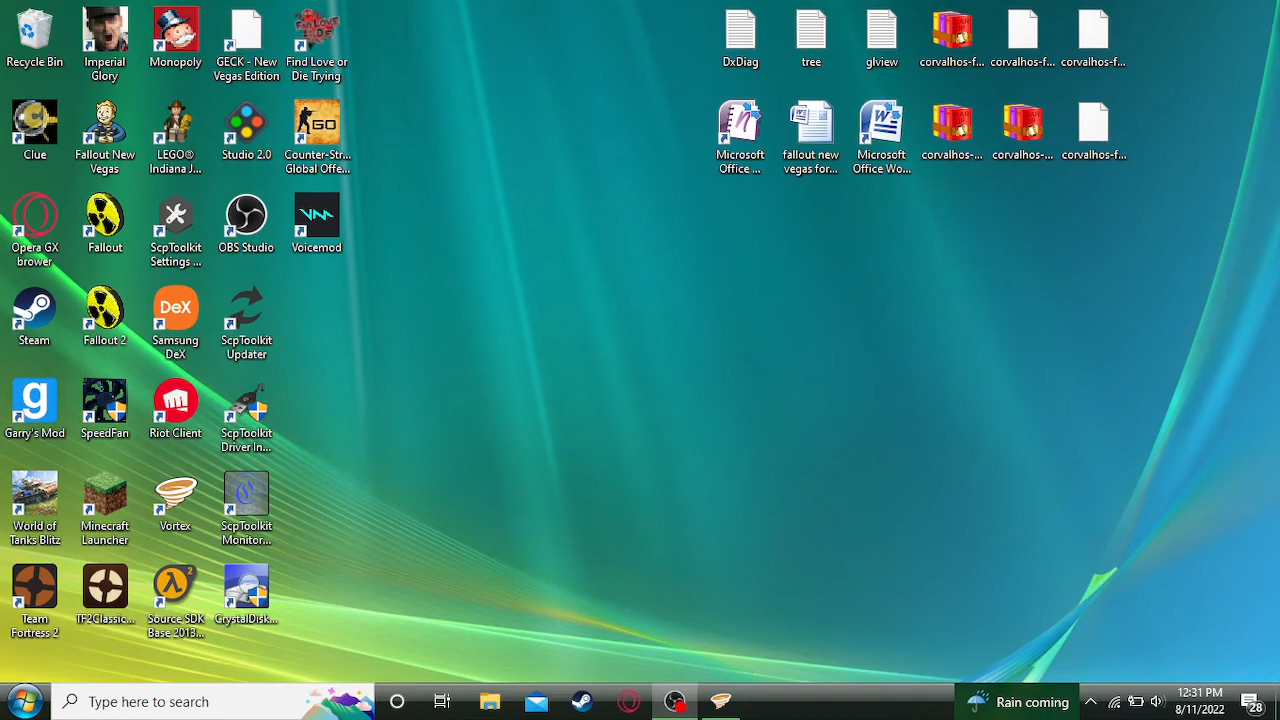 Recycle Bin
Imperial
Glory
Monopoly
GECK - New
Vegas Edition
Find Love or
Die Trying
DxDiag
tree
glview
corvalhos-f...
corvalhos-f...
corvalhos-f...
Clue
Fallout New
Vegas
LEGO®
Indiana J...
Studio 2.0
GO
Counter-Str...
Global Offe...
Microsoft
Office ...
fallout new
vegas for...
Microsoft
Office Wo...
corvalhos-...
corvalhos-...
corvalhos-f...
Opera GX
brower
Fallout
ScpToolkit
Settings ...
OBS Studio
Voicemod
Steam
Fallout 2
DeX
Samsung
DeX
ScpToolkit
Updater
g
Garry's Mod
SpeedFan
Riot Client
ScpToolkit
Driver In...
World of
Tanks Blitz
Minecraft
Launcher
Vortex
ScpToolkit
Monitor...
Team
Fortress 2
TF2Classic...
2
Source SDK
Base 2013...
CrystalDisk...
Type here to search
Rain coming
12:31 PM
8/11/2022
28